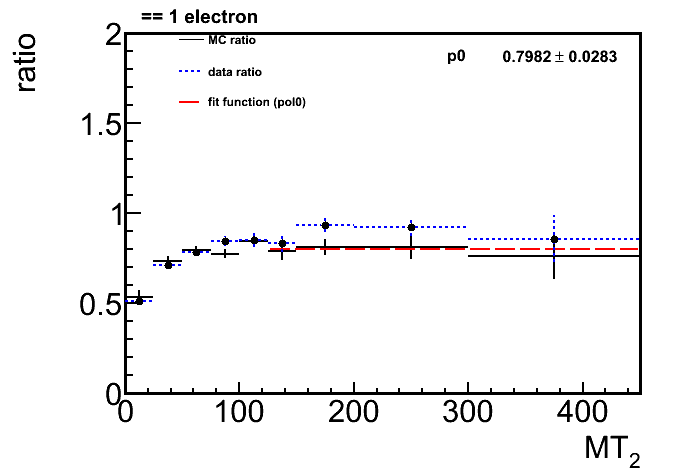 == 1 electron
ratio
MC ratio
data ratio
fit function (pol0)
p0 0.7982 ± 0.0283
2
1.5
1
0.5
0
0 100 200 300 400
MT2